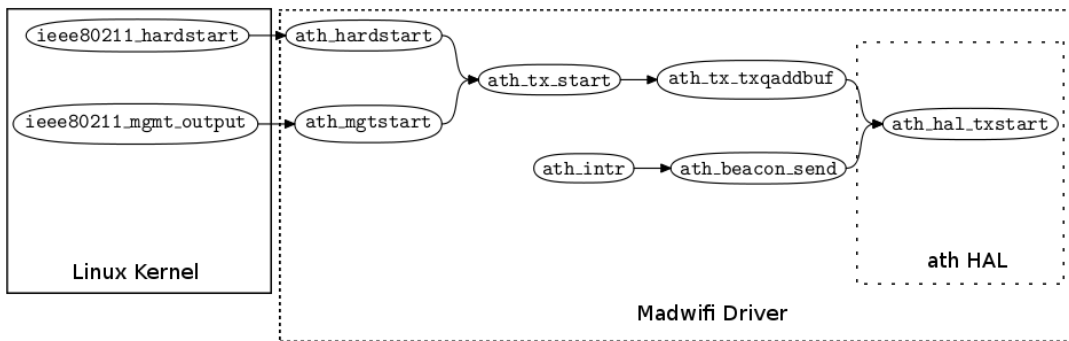 ieee80211_hardstart
ath_hardstart
ath_tx_start
ath_tx_txqaddbuf
ieee80211_mgmt_output
ath_mgtstart
ath_hal_txstart
ath_intr
ath_beacon_send
Linux Kernel
ath HAL
Madwifi Driver